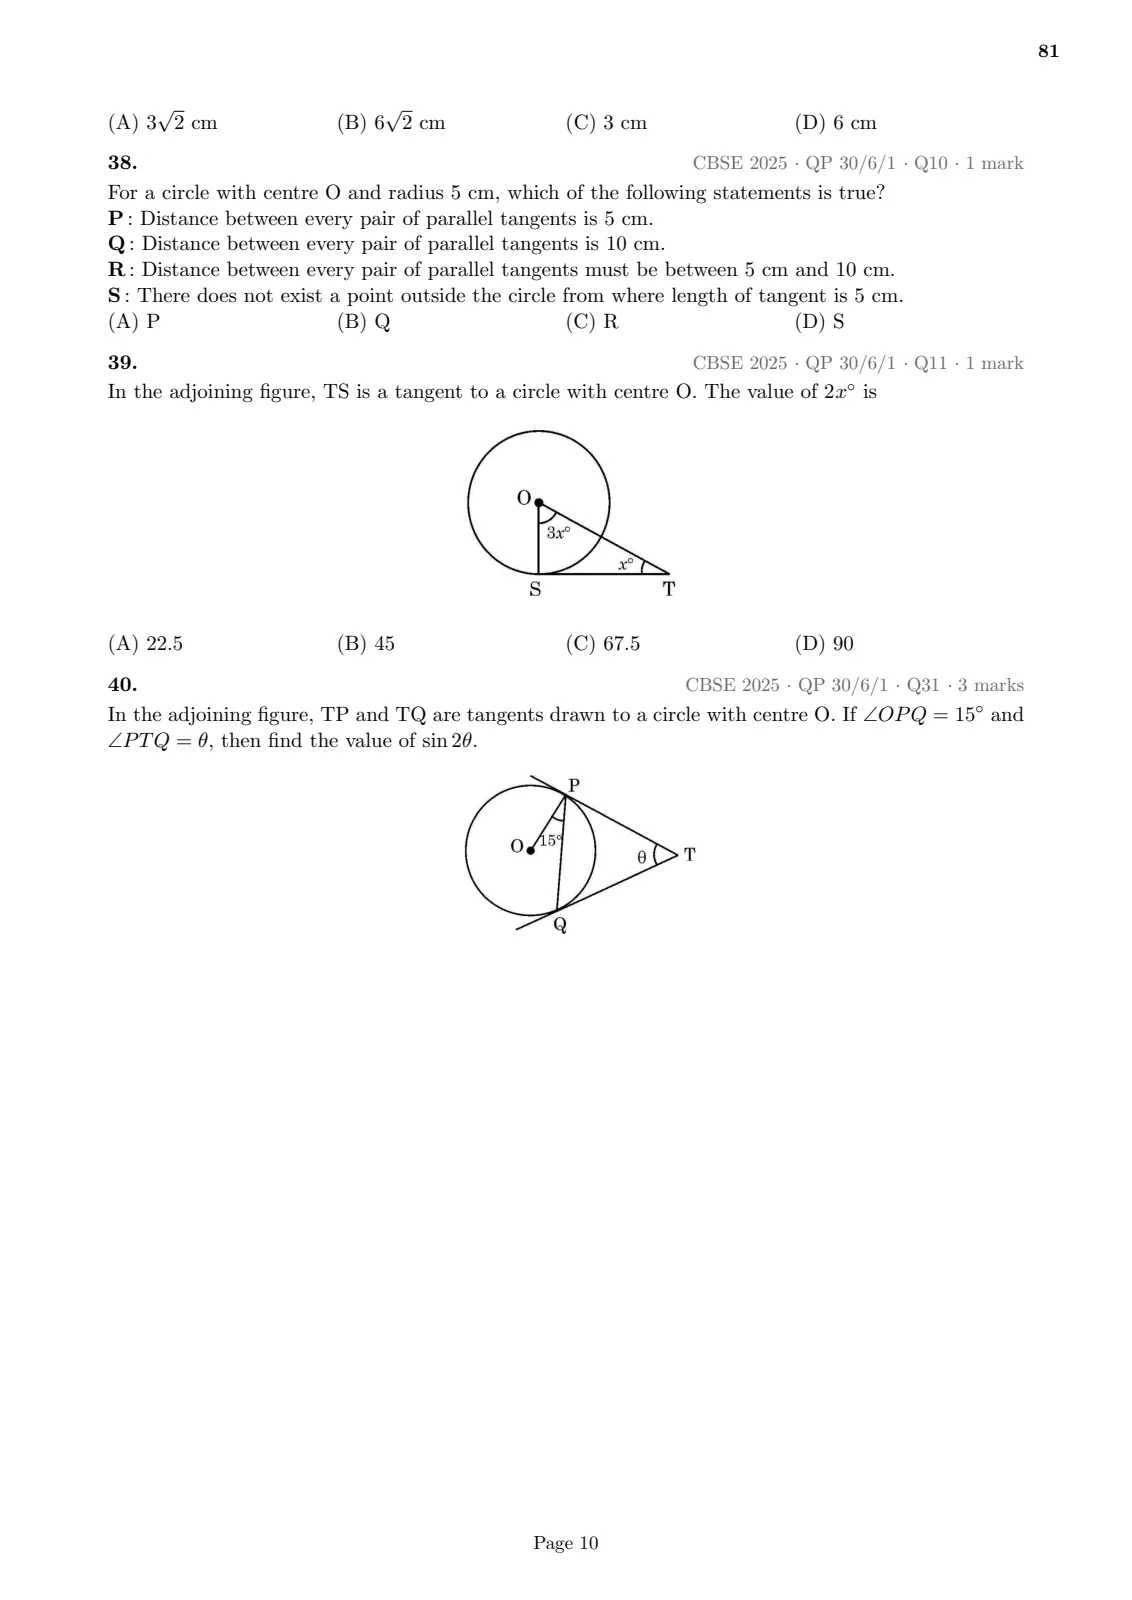 81
(A) 3√2 cm (B) 6√2 cm (C) 3 cm (D) 6 cm
38. CBSE 2025 · QP 30/6/1 · Q10 · 1 mark
For a circle with centre O and radius 5 cm, which of the following statements is true?
P : Distance between every pair of parallel tangents is 5 cm.
Q : Distance between every pair of parallel tangents is 10 cm.
R : Distance between every pair of parallel tangents must be between 5 cm and 10 cm.
S : There does not exist a point outside the circle from where length of tangent is 5 cm.
(A) P (B) Q (C) R (D) S
39. CBSE 2025 · QP 30/6/1 · Q11 · 1 mark
In the adjoining figure, TS is a tangent to a circle with centre O. The value of 2x° is
O
3x°
x°
S T
(A) 22.5 (B) 45 (C) 67.5 (D) 90
40. CBSE 2025 · QP 30/6/1 · Q31 · 3 marks
In the adjoining figure, TP and TQ are tangents drawn to a circle with centre O. If ∠OPQ = 15° and
∠PTQ = θ, then find the value of sin 2θ.
P
O 15° θ T
Q
Page 10